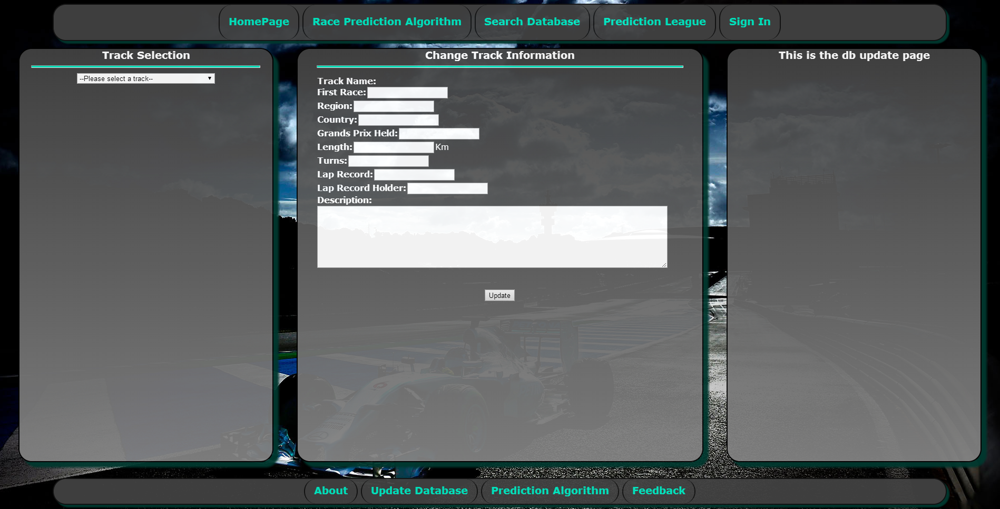 HomePage
Race Prediction Algorithm
Search Database
Prediction League
Sign In
Track Selection
--Please select a track--
Change Track Information
Track Name:
First Race:
Region:
Country:
Grands Prix Held:
Length: Km
Turns:
Lap Record:
Lap Record Holder:
Description:
Update
This is the db update page
About
Update Database
Prediction Algorithm
Feedback